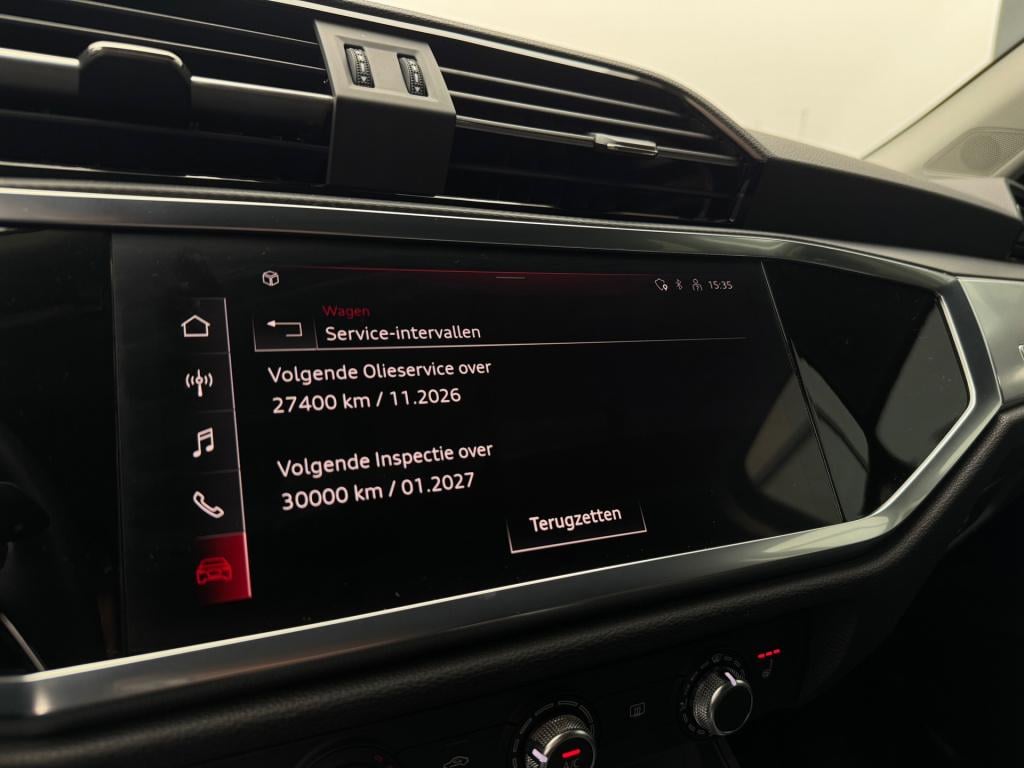 15:35
Wagen
Service-intervallen
Volgende Olieservice over
27400 km / 11.2026
Volgende Inspectie over
30000 km / 01.2027
Terugzetten
A/C